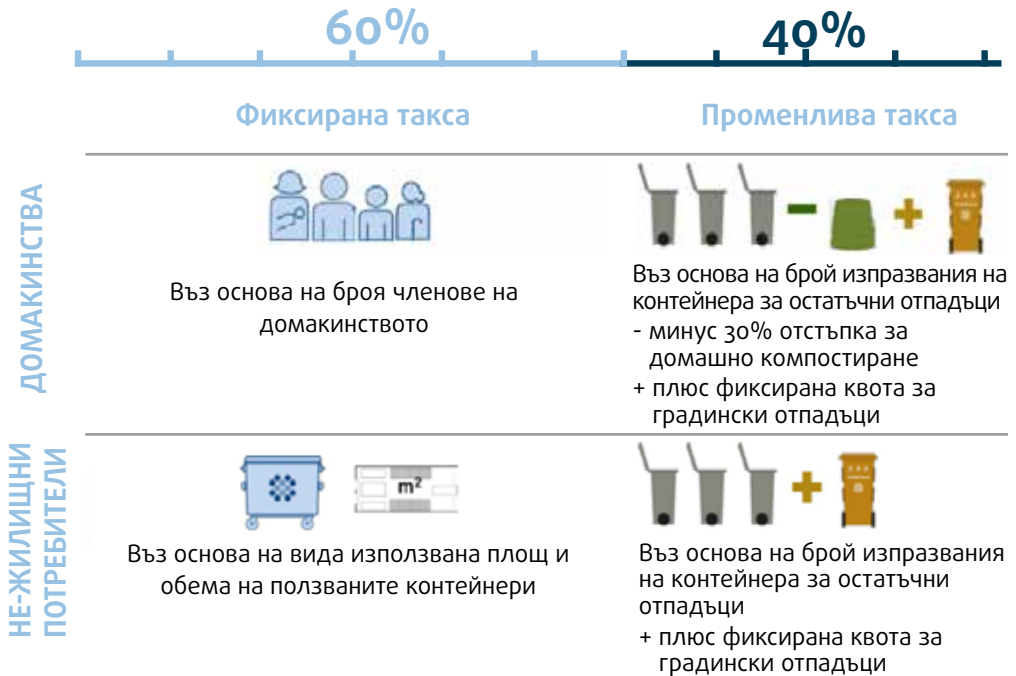 60%
40%
Фиксирана такса
Променлива такса
ДОМАКИНСТВА
Въз основа на броя членове на
домакинството
Въз основа на брой изпразвания на
контейнера за остатъчни отпадъци
- минус 30% отстъпка за
домашно компостиране
+ плюс фиксирана квота за
градински отпадъци
НЕ-ЖИЛИЩНИ
ПОТРЕБИТЕЛИ
m²
Въз основа на вида използвана площ и
обема на ползваните контейнери
Въз основа на брой изпразвания
на контейнера за остатъчни
отпадъци
+ плюс фиксирана квота за
градински отпадъци